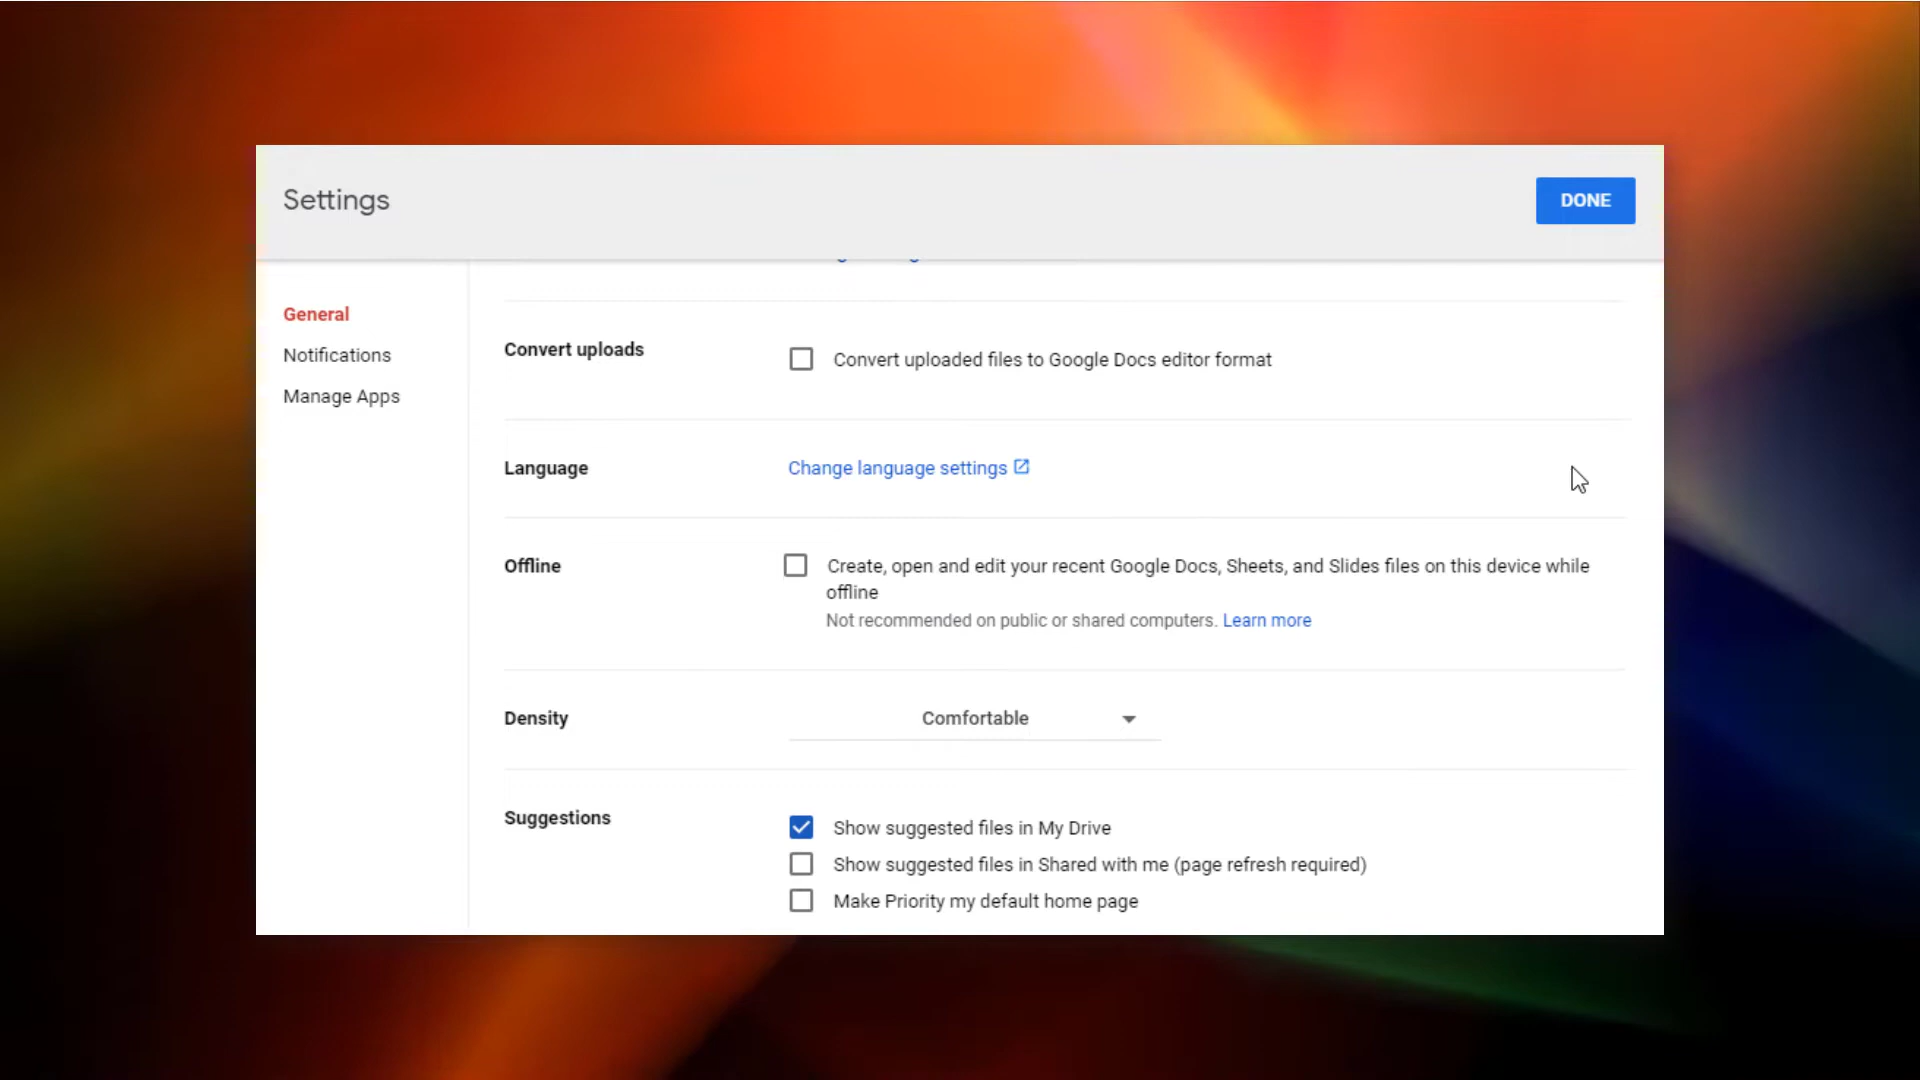 Settings
DONE
General
Notifications
Manage Apps
Convert uploads
Convert uploaded files to Google Docs editor format
Language
Change language settings
Offline
Create, open and edit your recent Google Docs, Sheets, and Slides files on this device while
offline
Not recommended on public or shared computers. Learn more
Density
Comfortable
Suggestions
Show suggested files in My Drive
Show suggested files in Shared with me (page refresh required)
Make Priority my default home page